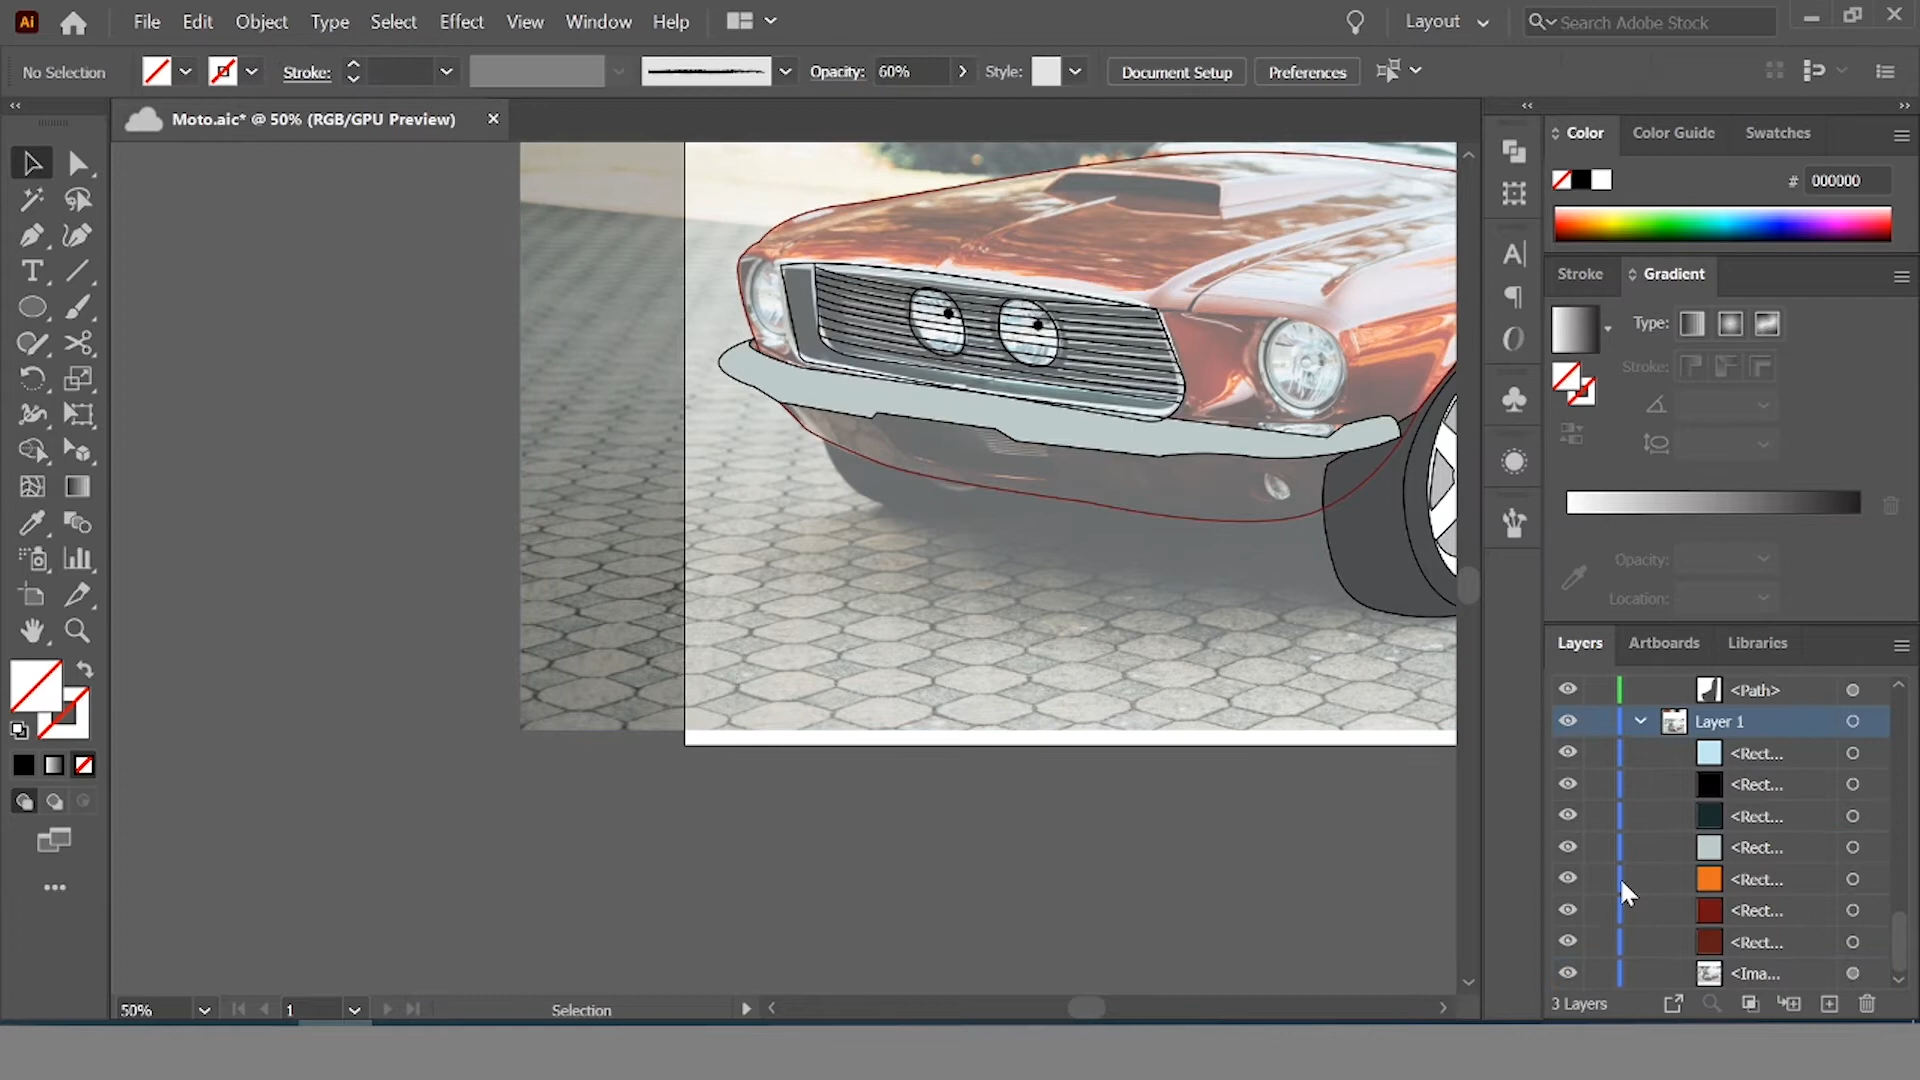 Ai File Edit Object Type Select Effect View Window Help Layout Search Adobe Stock
No Selection Stroke: Opacity: 60% Style: Document Setup Preferences
Moto.aic* @ 50% (RGB/GPU Preview)
Color Color Guide Swatches
# 000000
Stroke Gradient
Type:
Stroke:
Opacity:
Location:
Layers Artboards Libraries
<Path>
Layer 1
<Rect...
<Rect...
<Rect...
<Rect...
<Rect...
<Rect...
<Rect...
<Ima...
3 Layers
50% 1 Selection